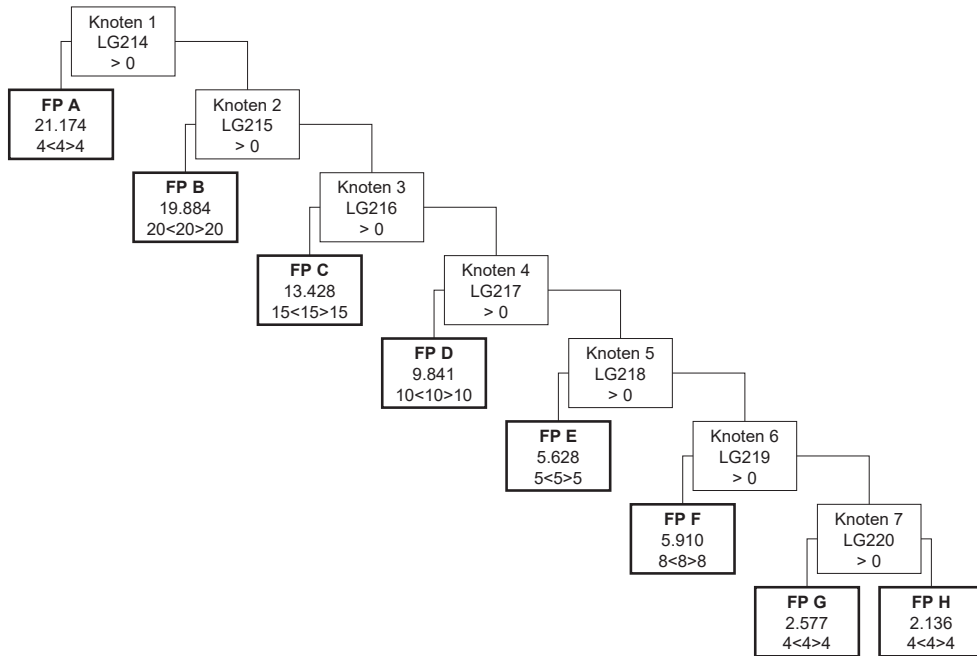 Knoten 1
LG214
> 0
FP A
21.174
4<4>4
Knoten 2
LG215
> 0
FP B
19.884
20<20>20
Knoten 3
LG216
> 0
FP C
13.428
15<15>15
Knoten 4
LG217
> 0
FP D
9.841
10<10>10
Knoten 5
LG218
> 0
FP E
5.628
5<5>5
Knoten 6
LG219
> 0
FP F
5.910
8<8>8
Knoten 7
LG220
> 0
FP G
2.577
4<4>4
FP H
2.136
4<4>4